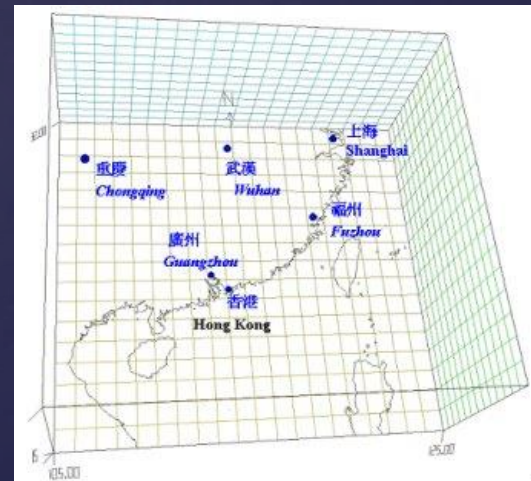 上海
Shanghai
重慶
Chongqing
武漢
Wuhan
福州
Fuzhou
廣州
Guangzhou
香港
Hong Kong
105.00
125.00